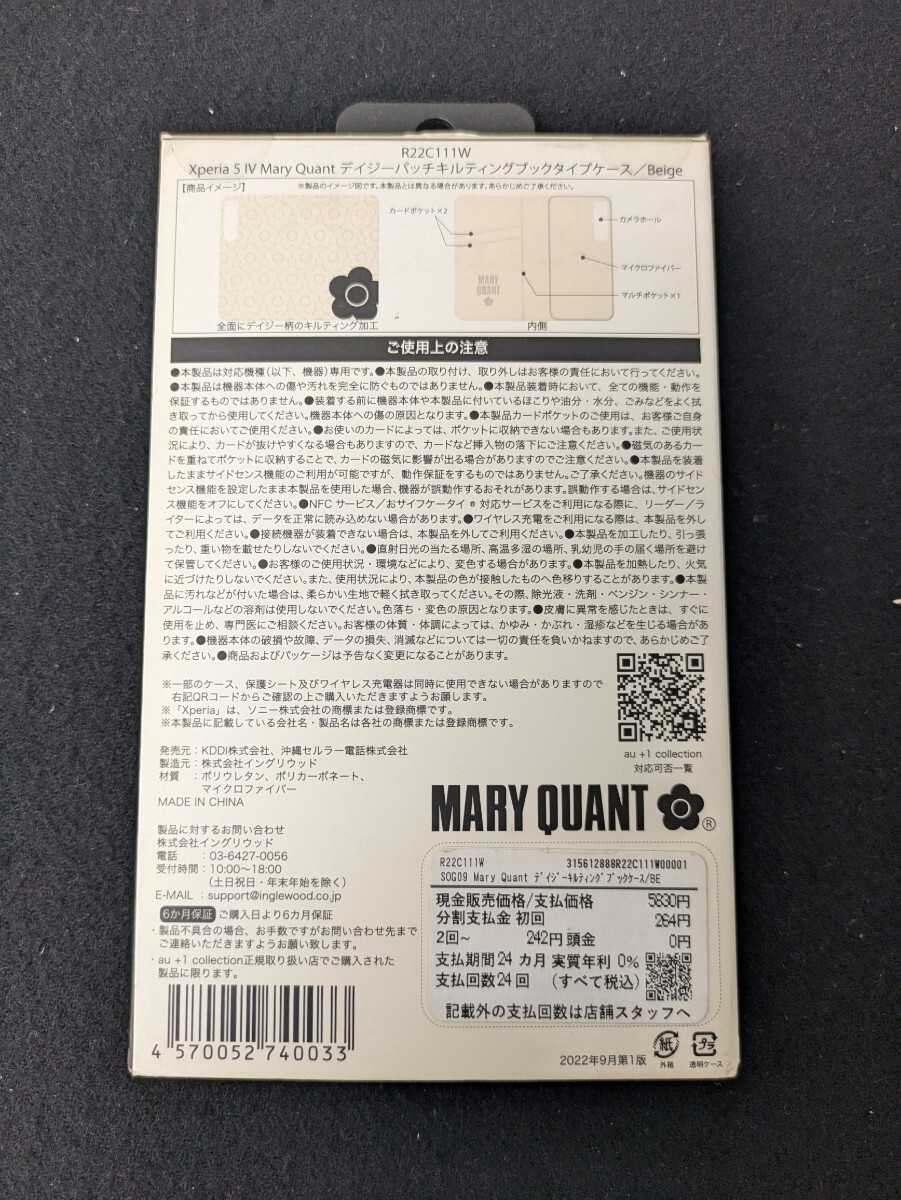 R22C111W
Xperia 5 IV Mary Quant デイジーパッチキルティングブックタイプケース／Beige
【商品イメージ】
※製品のイメージ図です。本製品とは異なる場合があります。あらかじめご了承ください。
カードポケット×2
カメラホール
マイクロファイバー
マルチポケット×1
MARY
QUANT
全面にデイジー柄のキルティング加工
内側
ご使用上の注意
●本製品は対応機種（以下、機器）専用です。●本製品の取り付け、取り外しはお客様の責任において行ってください。
●本製品は機器本体への傷や汚れを完全に防ぐものではありません。●本製品装着時において、全ての機能・動作を
保証するものではありません。●装着する前に機器本体や本製品に付いているほこりや油分・水分、ごみなどをよく拭
き取ってから使用してください。機器本体への傷の原因となります。●本製品カードポケットのご使用は、お客様ご自身
の責任において行ってください。●お使いのカードによっては、ポケットに収納できない場合もあります。また、ご使用状
況により、カードが抜けやすくなる場合もありますので、カードなど挿入物の落下にご注意ください。●磁気のあるカー
ドを重ねてポケットに収納することで、カードの磁気に影響が出る場合がありますのでご注意ください。●本製品を装着
したままサイドセンス機能のご利用が可能ですが、動作保証をするものではありません。ご了承ください。機器のサイド
センス機能を設定したまま本製品を使用した場合、機器が誤動作するおそれがあります。誤動作する場合は、サイドセン
ス機能をオフにしてください。●NFC サービス／おサイフケータイ ® 対応サービスをご利用になる際に、リーダー／ラ
イターによっては、データを正常に読み込めない場合があります。●ワイヤレス充電をご利用になる際は、本製品を外し
てご利用ください。●接続機器が装着できない場合は、本製品を外してご利用ください。●本製品を加工したり、引っ張
ったり、重い物を載せたりしないでください。●直射日光の当たる場所、高温多湿の場所、乳幼児の手の届く場所を避け
て保管してください。●お客様のご使用状況・環境などにより、変色する場合があります。●本製品を加熱したり、火気
に近づけたりしないでください。また、使用状況により、本製品の色が接触したものへ色移りすることがあります。●本製
品に汚れなどが付いた場合は、柔らかい生地で軽く拭き取ってください。その際、除光液・洗剤・ベンジン・シンナー・
アルコールなどの溶剤は使用しないでください。色落ち・変色の原因となります。●皮膚に異常を感じたときは、すぐに
使用を止め、専門医にご相談ください。お客様の体質・体調によっては、かゆみ・かぶれ・湿疹などを生じる場合があり
ます。●機器本体の破損や故障、データの損失、消滅などについては一切の責任を負いかねますので、あらかじめご了
承ください。●商品およびパッケージは予告なく変更になることがあります。
※一部のケース、保護シート及びワイヤレス充電器は同時に使用できない場合がありますので
右記QRコードからご確認の上ご購入いただきますようお願します。
※「Xperia」は、ソニー株式会社の商標または登録商標です。
※本製品に記載している会社名・製品名は各社の商標または登録商標です。
au +1 collection
対応可否一覧
発売元：KDDI株式会社、沖縄セルラー電話株式会社
製造元：株式会社イングリウッド
材質　：ポリウレタン、ポリカーボネート、
マイクロファイバー
MADE IN CHINA
MARY QUANT ®
製品に対するお問い合わせ
株式会社イングリウッド
電話　　：03-6427-0056
受付時間：10:00〜18:00
（土日祝日・年末年始を除く）
E-MAIL：support@inglewood.co.jp
6か月保証 ご購入日より6カ月保証
・製品不具合の場合、お手数ですがお問い合わせ先まで
ご連絡いただきますようお願い致します。
・au +1 collection正規取り扱い店でご購入された
製品に限ります。
4 570052 740033
R22C111W 315612888R22C111W00001
SOG09 Mary Quant デイジーキルティングブックケース/BE
現金販売価格/支払価格 5830円
分割支払金 初回 264円
2回~ 242円 頭金 0円
支払期間24 カ月 実質年利 0%
支払回数24 回 (すべて税込)
記載外の支払回数は店舗スタッフへ
2022年9月第1版
紙
外箱
プラ
透明ケース